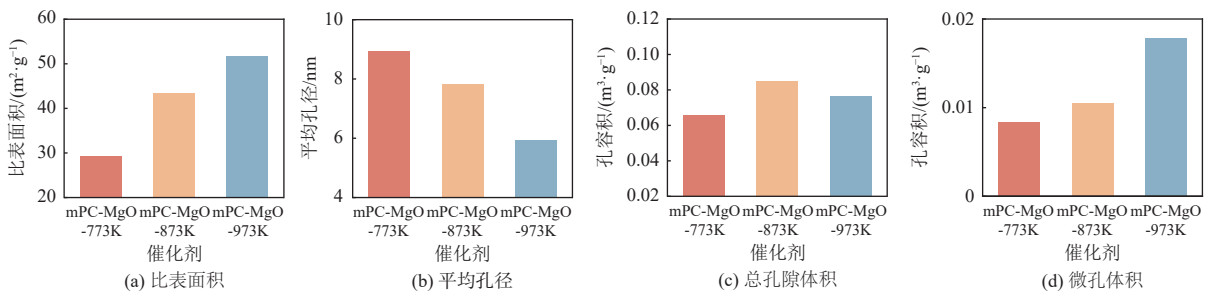 60
50
40
30
20
比表面积/(m²·g⁻¹)
mPC-MgO mPC-MgO mPC-MgO
-773K -873K -973K
催化剂
(a) 比表面积
10
8
6
4
平均孔径/nm
mPC-MgO mPC-MgO mPC-MgO
-773K -873K -973K
催化剂
(b) 平均孔径
0.12
0.10
0.08
0.06
0.04
0.02
孔容积/(m³·g⁻¹)
mPC-MgO mPC-MgO mPC-MgO
-773K -873K -973K
催化剂
(c) 总孔隙体积
0.02
0.01
0
孔容积/(m³·g⁻¹)
mPC-MgO mPC-MgO mPC-MgO
-773K -873K -973K
催化剂
(d) 微孔体积